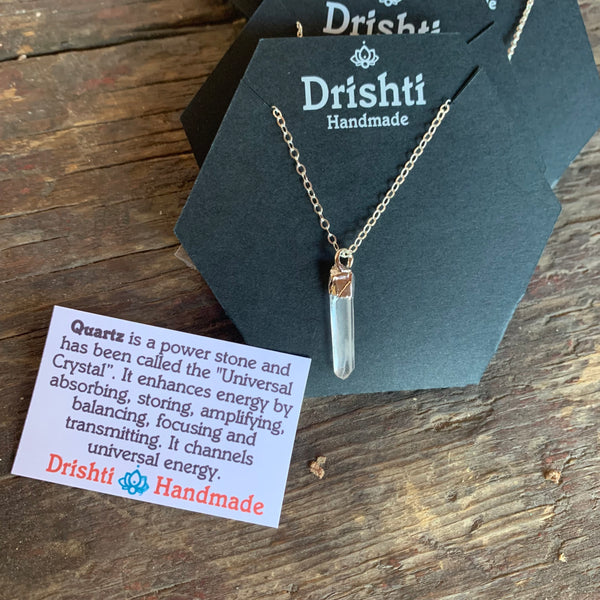 Drishti
Drishti
Handmade
Quartz is a power stone and
has been called the "Universal
Crystal". It enhances energy by
absorbing, storing, amplifying,
balancing, focusing and
transmitting. It channels
universal energy.
Drishti Handmade